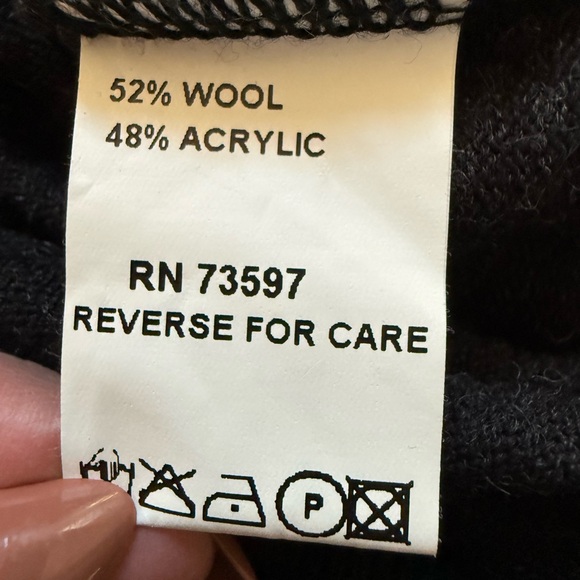 52% WOOL
48% ACRYLIC
RN 73597
REVERSE FOR CARE
P